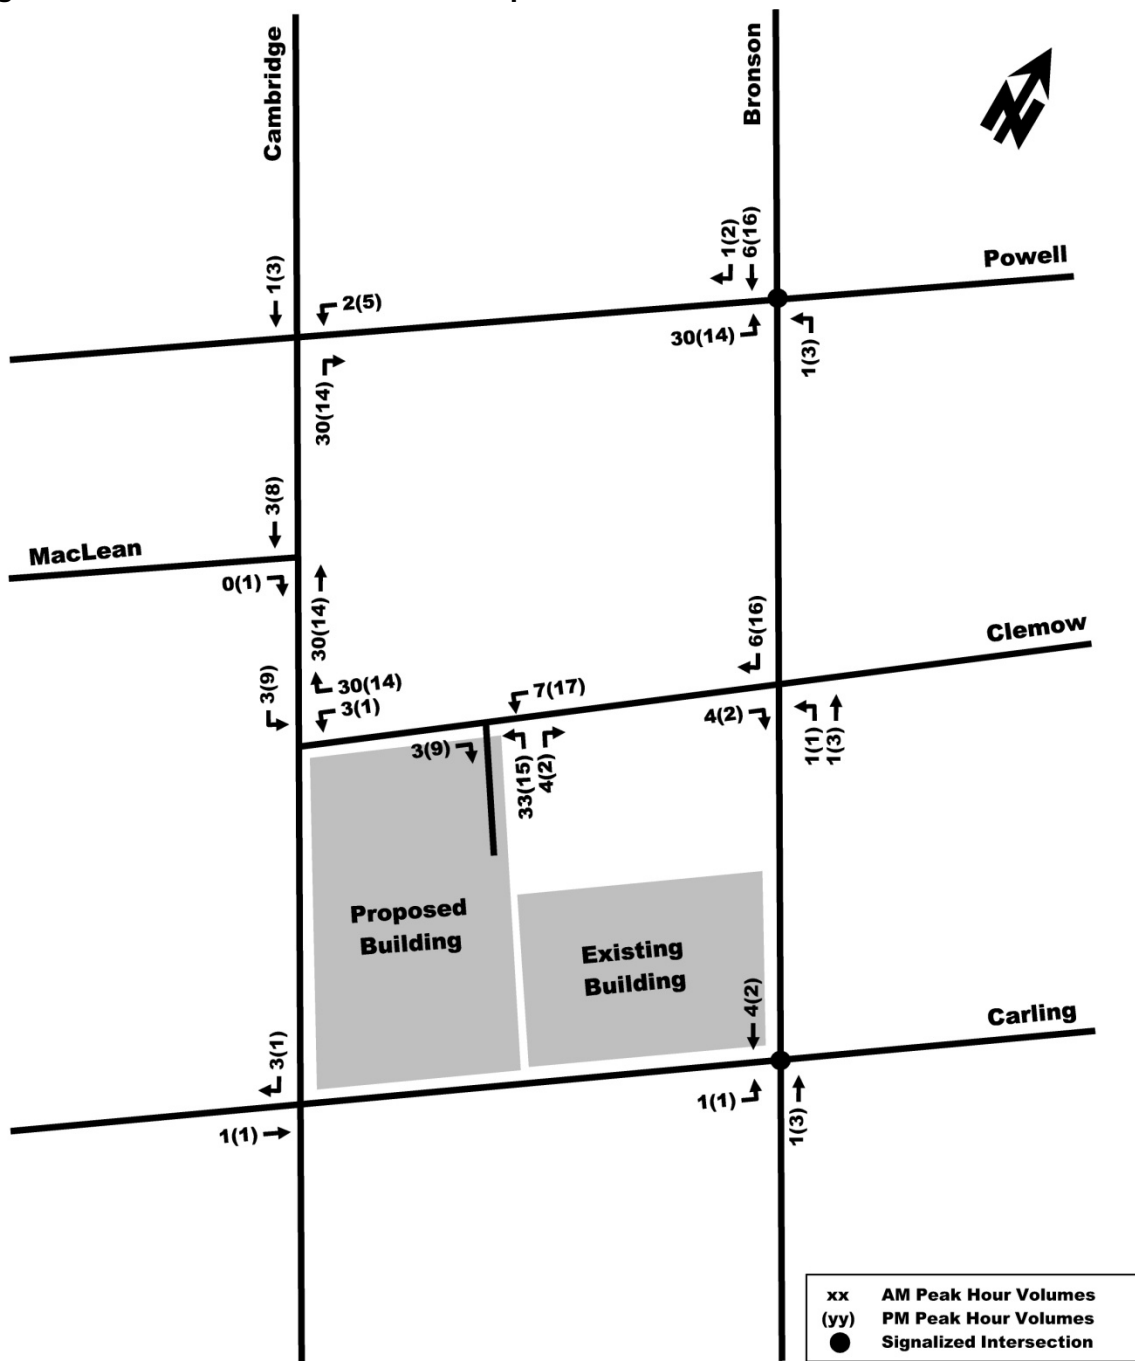 Cambridge
Bronson
N
Powell
1(3)
2(5)
1(2)
6(16)
30(14)
30(14)
1(3)
3(8)
MacLean
0(1)
30(14)
3(9)
30(14)
3(1)
7(17)
6(16)
Clemow
4(2)
1(1)
1(3)
3(9)
33(15)
4(2)
Proposed
Building
Existing
Building
4(2)
Carling
3(1)
1(1)
1(1)
1(3)
xx AM Peak Hour Volumes
(yy) PM Peak Hour Volumes
Signalized Intersection